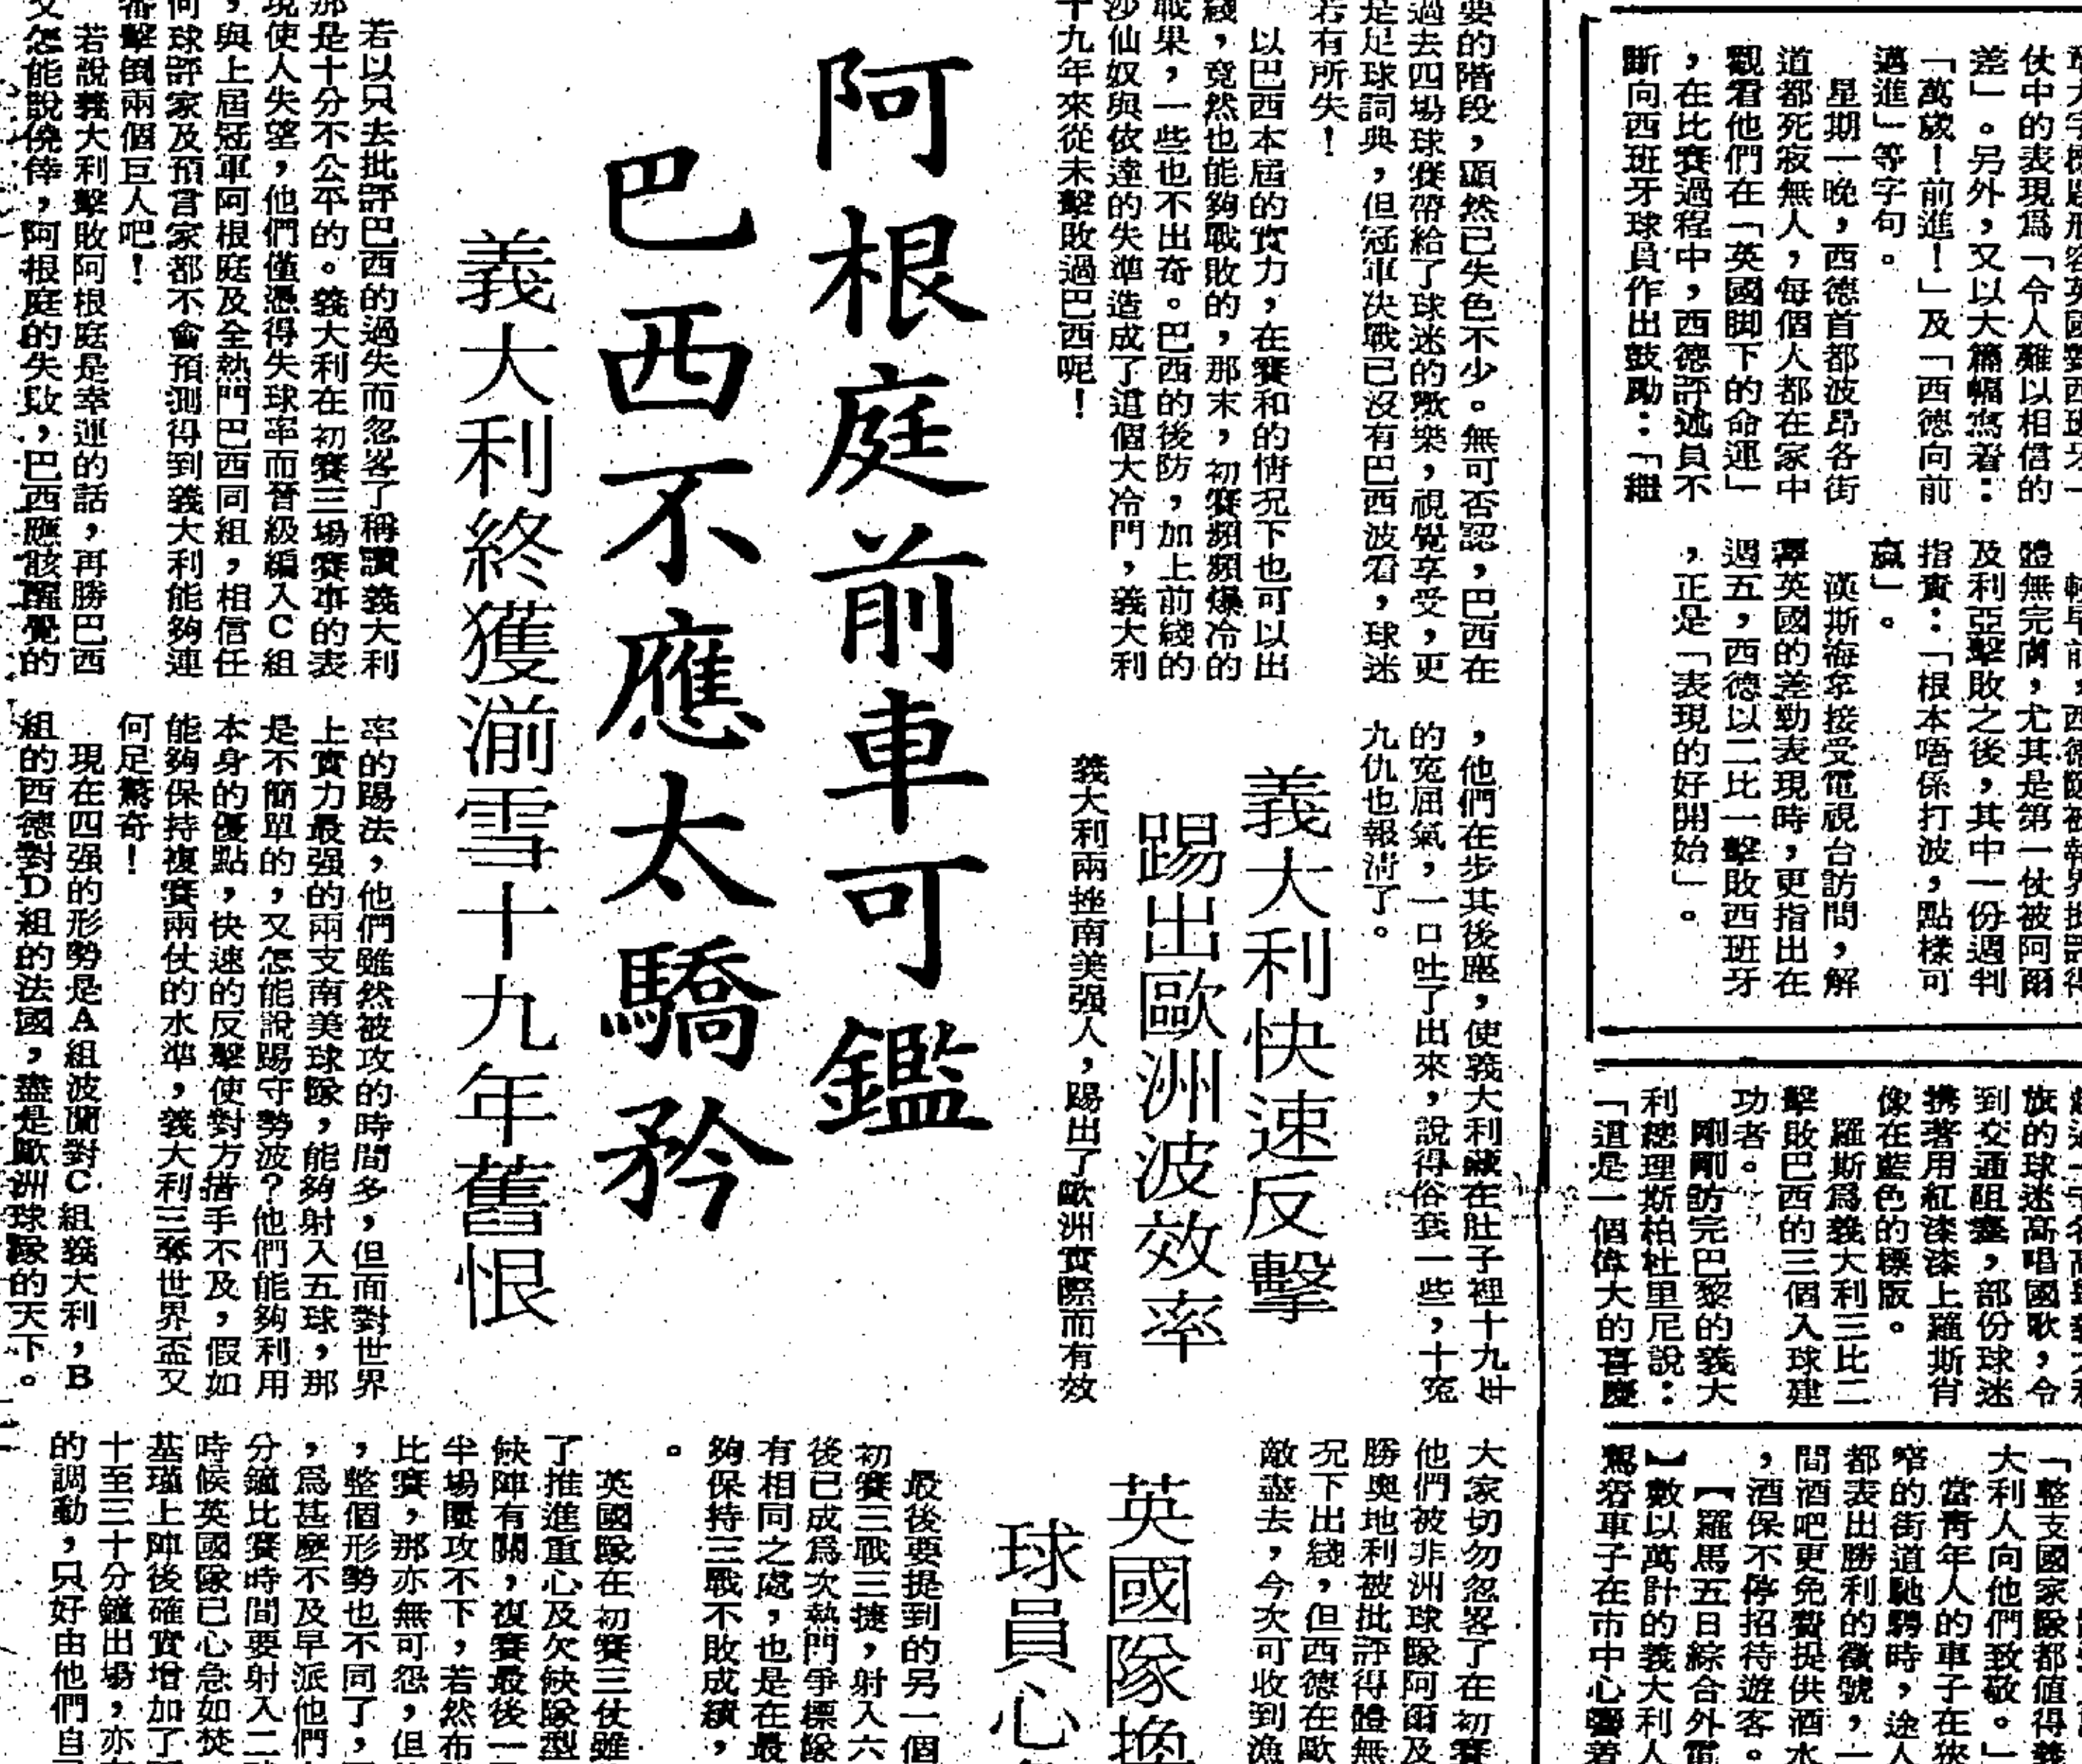 阿根庭前車可鑑
巴西不應太驕矜
義大利終獲湔雪十九年舊恨
要的階段，顯然已失色不少。無可否認，巴西在
過去四場球賽帶給了球迷的歡樂，視覺享受，更
是足球詞典，但冠軍決戰已沒有巴西波看，球迷
若有所失！
以巴西本屆的實力，在賽和的情況下也可以出
綫，竟然也能夠戰敗的，那末，初賽頻頻爆冷的
戰果，一些也不出奇。巴西的後防，加上前綫的
沙仙奴與依達的失準造成了這個大冷門，義大利
十九年來從未擊敗過巴西呢！
，他們在步其後塵，使義大利藏在肚子裡十九年
的寃屈氣，一口吐了出來，說得俗套一些，十寃
九仇也報清了。
義大利快速反擊
踢出歐洲波效率
義大利兩挫南美强人，踢出了歐洲實際而有效
率的踢法，他們雖然被攻的時間多，但面對世界
上實力最强的兩支南美球隊，能夠射入五球，那
是不簡單的，又怎能說踢守勢波？他們能夠利用
本身的優點，快速的反擊使對方措手不及，假如
能夠保持複賽兩仗的水準，義大利三奪世界盃又
何足驚奇！
現在四强的形勢是A組波蘭對C組義大利，B
組的西德對D組的法國，盡是歐洲球隊的天下。
若以只去批評巴西的過失而忽畧了稱讚義大利
那是十分不公平的。義大利在初賽三場賽事的表
現使人失望，他們僅憑得失球率而晉級編入C組
，與上屆冠軍阿根庭及全熱門巴西同組，相信任
何球評家及預言家都不會預測得到義大利能夠連
番擊倒兩個巨人吧！
若說義大利擊敗阿根庭是幸運的話，再勝巴西
又怎能說僥倖，阿根庭的失敗，巴西應該醒覺的
大家切勿忽畧了在初賽
他們被非洲球隊阿爾及
勝奧地利被批評得體無
況下出綫，但西德在歐
敵盡去，今次可收到漁
英國隊換
球員心
最後要提到的另一個
初賽三戰三捷，射入六
後已成爲次熱門爭標隊
有相同之處，也是在最
夠保持三戰不敗成績，
。
英國隊在初賽三仗雖
了推進重心及欠缺隊型
缺陣有關，復賽最後一
半場圍攻不下，若然布
比賽，那亦無可怨，但
，整個形勢也不同了，
，爲甚麼不及早派他們
分鐘比賽時間要射入二
時候英國隊已心急如焚
基瑾上陣後確實增加了
十至三十分鐘出場，亦
的調動，只好由他們自
仗中的表現爲「令人難以相信的
差」。另外，又以大篇幅寫着：
「萬歲！前進！」及「西德向前
邁進」等字句。
星期一晚，西德首都波昂各街
道都死寂無人，每個人都在家中
觀看他們在「英國脚下的命運」
，在比賽過程中，西德評述員不
斷向西班牙球員作出鼓勵：「繼
體無完膚，尤其是第一仗被阿爾
及利亞擊敗之後，其中一份週刊
指責：「根本唔係打波，點樣可
贏」。
漢斯海拿接受電視台訪問，解
釋英國的差勁表現時，更指出在
週五，西德以二比一擊敗西班牙
，正是「表現的好開始」。
旗的球迷高唱國歌，令
到交通阻塞，部份球迷
携著用紅漆漆上羅斯肖
像在藍色的標版。
羅斯爲義大利三比二
擊敗巴西的三個入球建
功者。
剛剛訪完巴黎的義大
利總理斯柏杜里尼說：
「這是一個偉大的喜慶
「整支國家隊都值得義
大利人向他們致敬。」
當青年人的車子在狹
窄的街道馳騁時，途人
都表出勝利的徵號，一
間酒吧更免費提供酒水
，酒保不停招待遊客。
【羅馬五日綜合外電
】數以萬計的義大利人
駕着車子在市中心響着